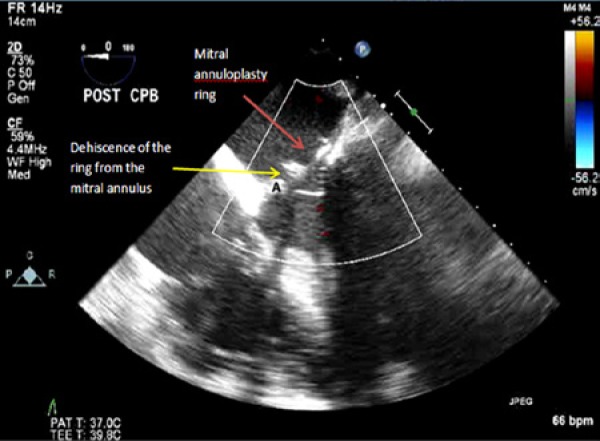 FR 14Hz
14cm
2D
73%
C 50
P Off
Gen
CF
59%
4.4MHz
WF High
Med
0 0 180
POST CPB
Mitral
annuloplasty
ring
Dehiscence of the
ring from the
mitral annulus
A
P
M4 M4
+56.2
-56.2
cm/s
G
P R
PAT T: 37.0C
TEE T: 39.8C
JPEG
66 bpm